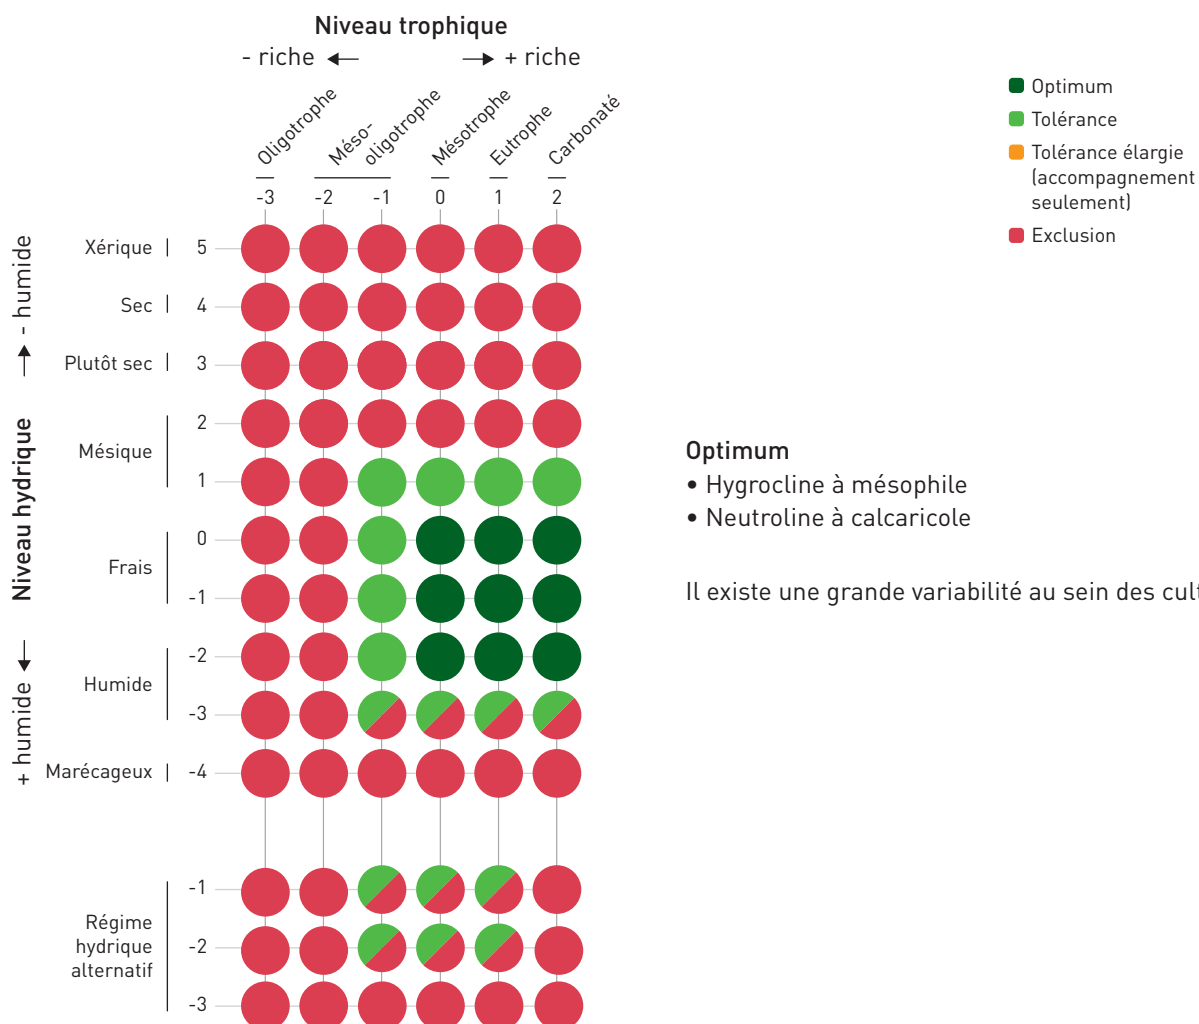 Niveau trophique
- riche ← → + riche
Oligotrophe
Méso-
oligotrophe
Mésotrophe
Eutrophe
Carbonaté
-3 -2 -1 0 1 2
Optimum
Tolérance
Tolérance élargie
(accompagnement
seulement)
Exclusion
Niveau hydrique
→ - humide
+ humide ←
Xérique 5
Sec 4
Plutôt sec 3
Mésique
2
1
Frais
0
-1
Humide
-2
-3
Marécageux -4
Régime
hydrique
alternatif
-1
-2
-3
Optimum
• Hygrocline à mésophile
• Neutroline à calcaricole
Il existe une grande variabilité au sein des